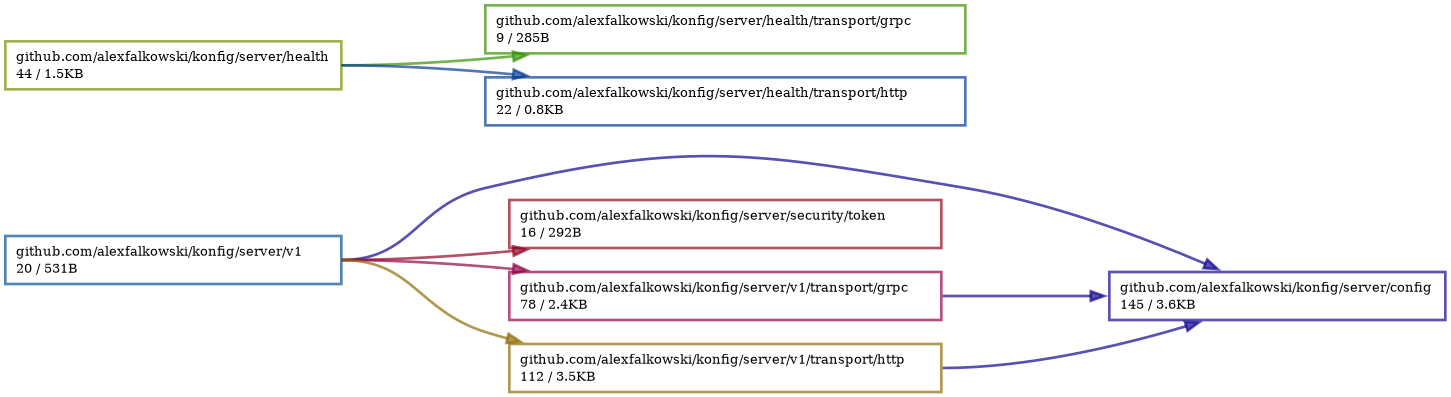 github.com/alexfalkowski/konfig/server/health
44 / 1.5KB
github.com/alexfalkowski/konfig/server/health/transport/grpc
9 / 285B
github.com/alexfalkowski/konfig/server/health/transport/http
22 / 0.8KB
github.com/alexfalkowski/konfig/server/v1
20 / 531B
github.com/alexfalkowski/konfig/server/security/token
16 / 292B
github.com/alexfalkowski/konfig/server/v1/transport/grpc
78 / 2.4KB
github.com/alexfalkowski/konfig/server/v1/transport/http
112 / 3.5KB
github.com/alexfalkowski/konfig/server/config
145 / 3.6KB